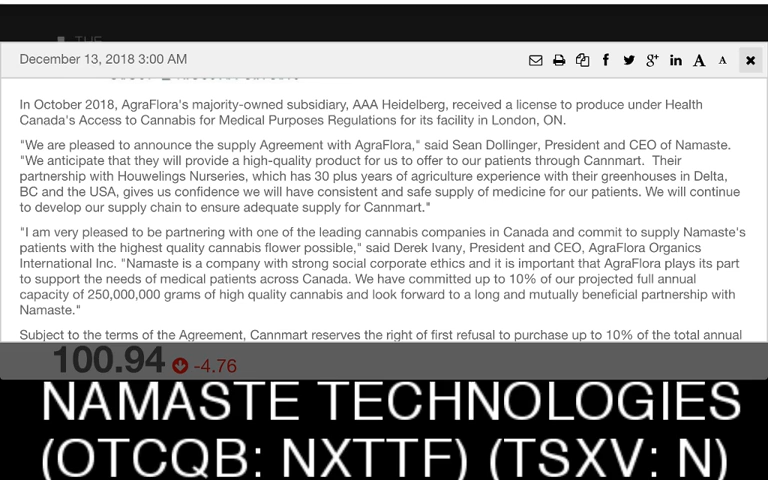 THE
December 13, 2018 3:00 AM
In October 2018, AgraFlora's majority-owned subsidiary, AAA Heidelberg, received a license to produce under Health
Canada's Access to Cannabis for Medical Purposes Regulations for its facility in London, ON.
"We are pleased to announce the supply Agreement with AgraFlora," said Sean Dollinger, President and CEO of Namaste.
"We anticipate that they will provide a high-quality product for us to offer to our patients through Cannmart.  Their
partnership with Houwelings Nurseries, which has 30 plus years of agriculture experience with their greenhouses in Delta,
BC and the USA, gives us confidence we will have consistent and safe supply of medicine for our patients. We will continue
to develop our supply chain to ensure adequate supply for Cannmart."
"I am very pleased to be partnering with one of the leading cannabis companies in Canada and commit to supply Namaste's
patients with the highest quality cannabis flower possible," said Derek Ivany, President and CEO, AgraFlora Organics
International Inc. "Namaste is a company with strong social corporate ethics and it is important that AgraFlora plays its part
to support the needs of medical patients across Canada. We have committed up to 10% of our projected full annual
capacity of 250,000,000 grams of high quality cannabis and look forward to a long and mutually beneficial partnership with
Namaste."
Subject to the terms of the Agreement, Cannmart reserves the right of first refusal to purchase up to 10% of the total annual
100.94 -4.76
NAMASTE TECHNOLOGIES
(OTCQB: NXTTF) (TSXV: N)